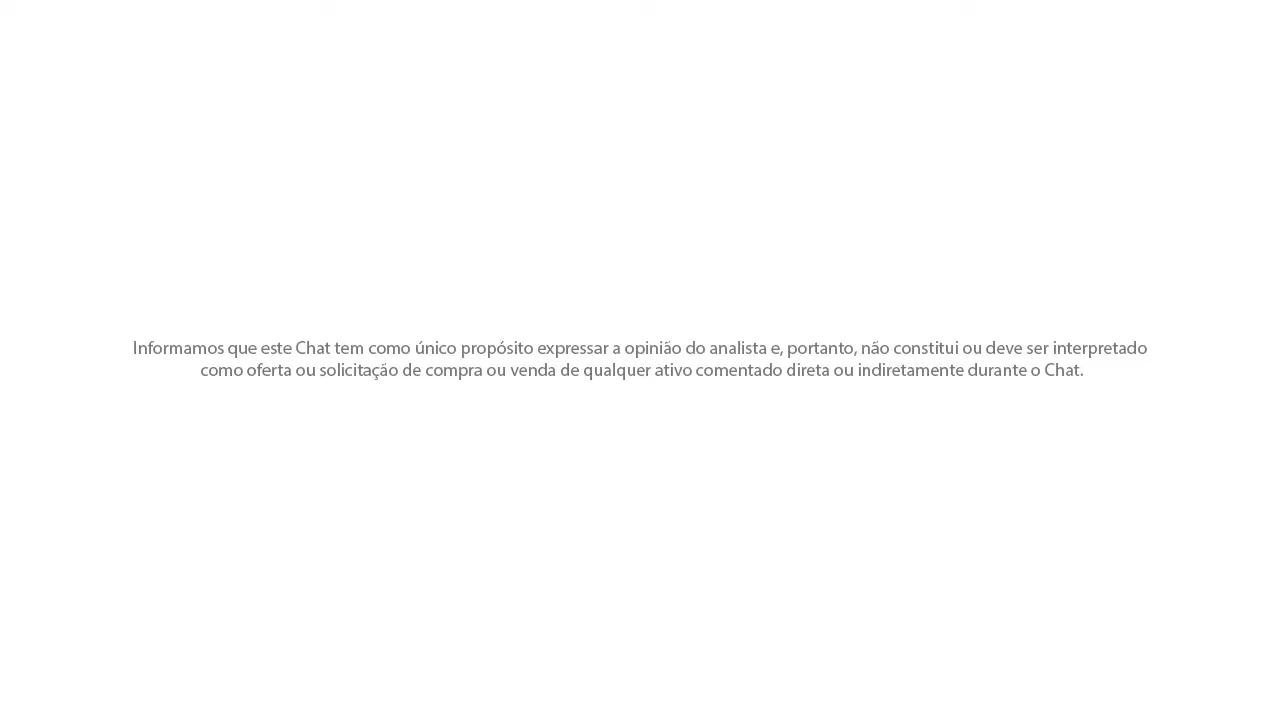 Informamos que este Chat tem como único propósito expressar a opinião do analista e, portanto, não constitui ou deve ser interpretado
como oferta ou solicitação de compra ou venda de qualquer ativo comentado direta ou indiretamente durante o Chat.